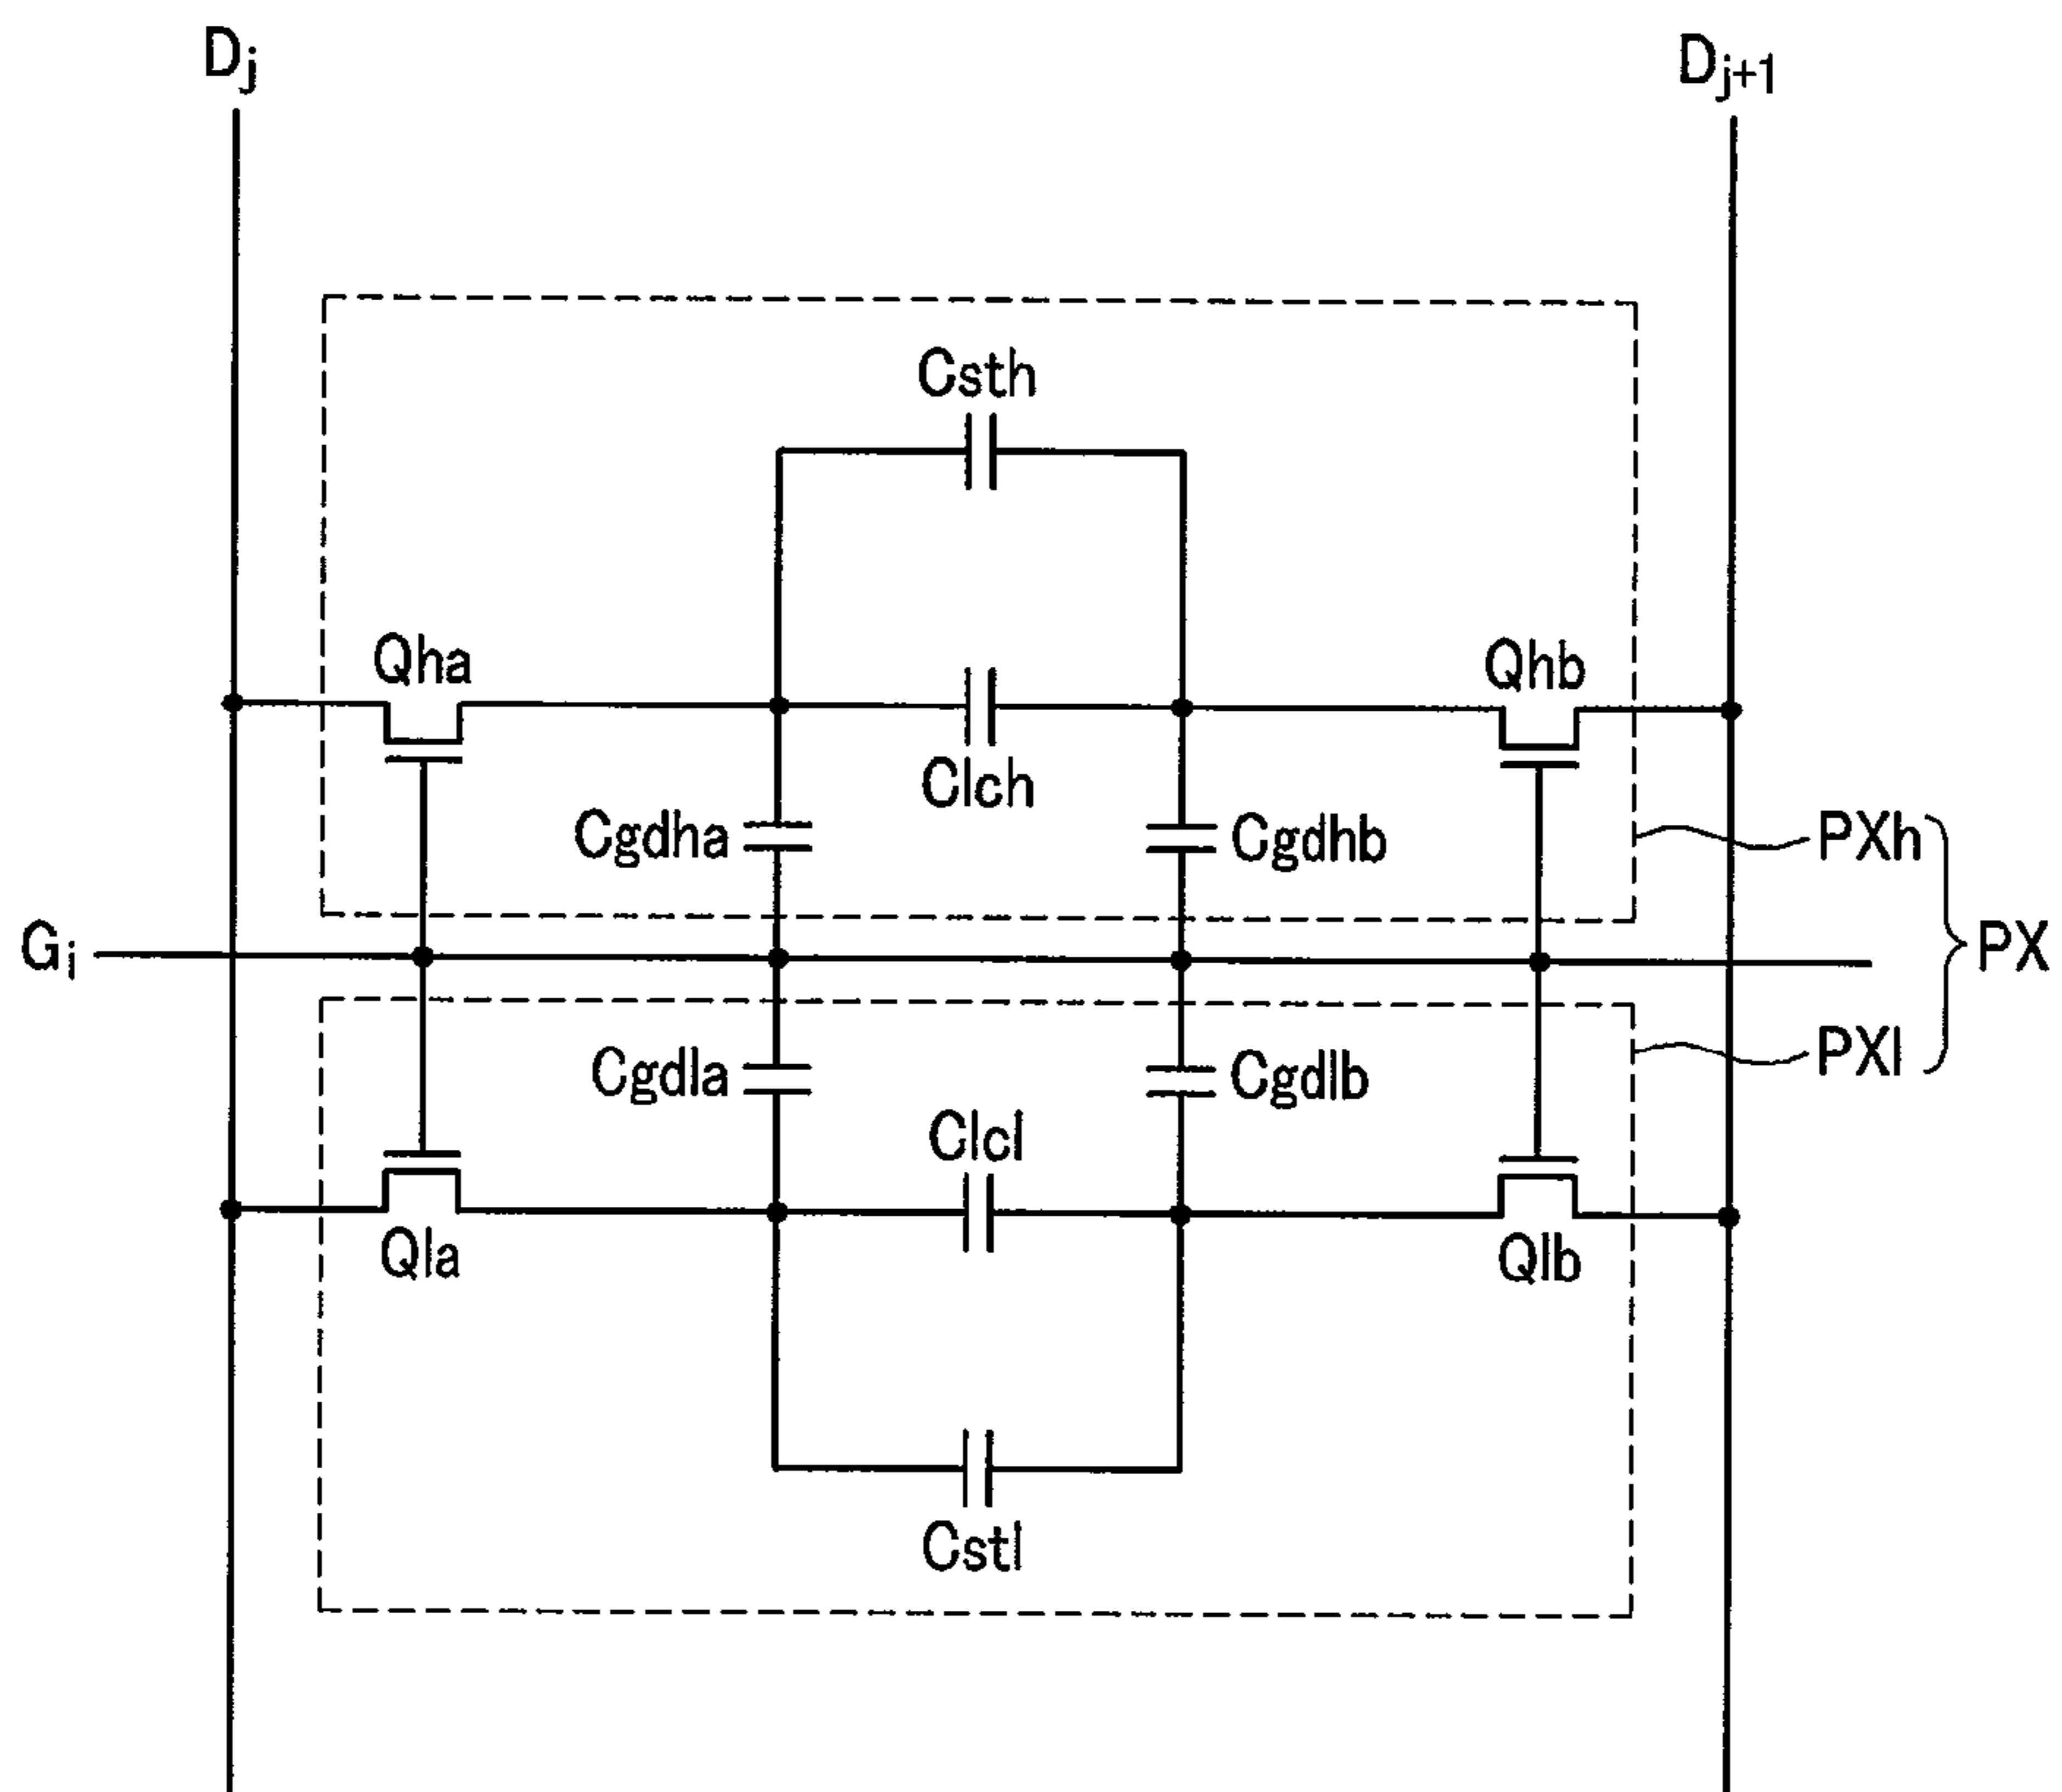 Dj
Dj+1
Csth
Qha
Qhb
Clch
Cgdha
Cgdhb
PXh
Gi
PX
Cgdla
Cgdlb
PXl
Clcl
Qla
Qlb
Cstl